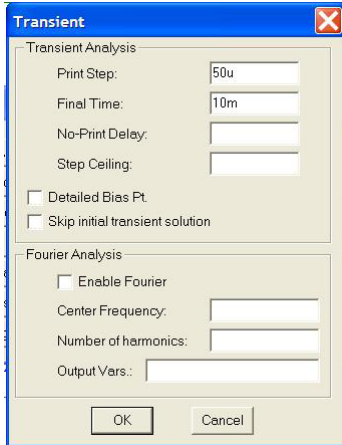 Transient
Transient Analysis
Print Step: 50u
Final Time: 10m
No-Print Delay:
Step Ceiling:
Detailed Bias Pt.
Skip initial transient solution
Fourier Analysis
Enable Fourier
Center Frequency:
Number of harmonics:
Output Vars.:
OK Cancel